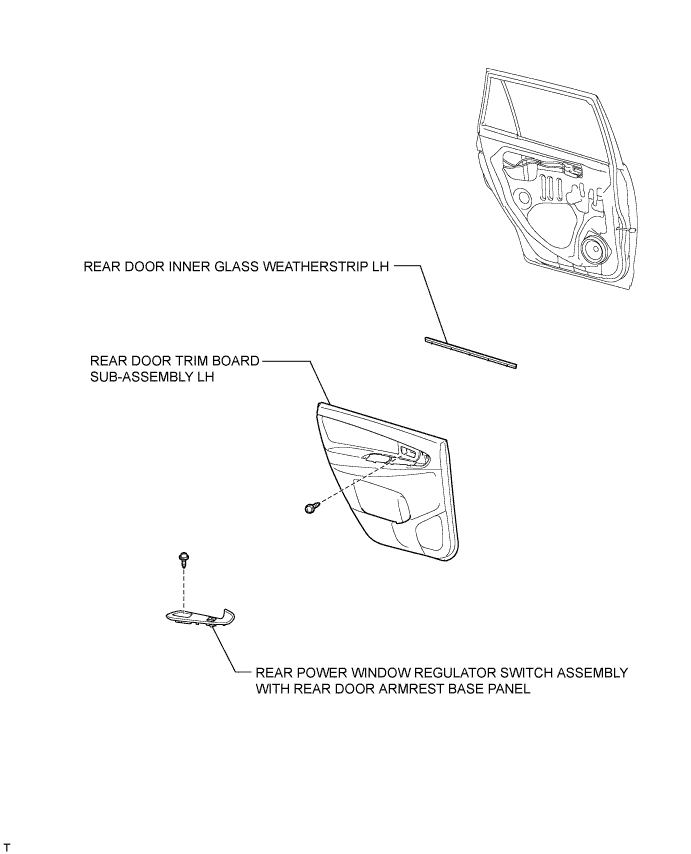 REAR DOOR INNER GLASS WEATHERSTRIP LH
REAR DOOR TRIM BOARD
SUB-ASSEMBLY LH
REAR POWER WINDOW REGULATOR SWITCH ASSEMBLY
WITH REAR DOOR ARMREST BASE PANEL
T